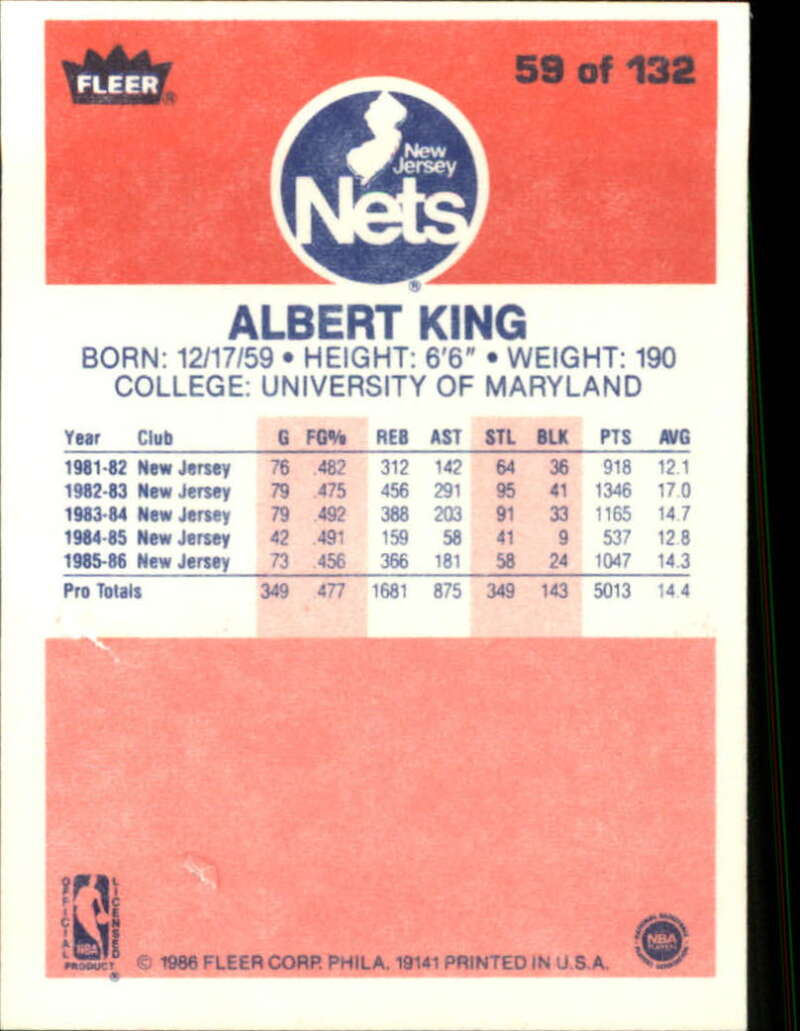 FLEER®
59 of 132
New
Jersey
Nets
®
ALBERT KING
BORN: 12/17/59 • HEIGHT: 6'6" • WEIGHT: 190
COLLEGE: UNIVERSITY OF MARYLAND
Year Club G FG% REB AST STL BLK PTS AVG
1981-82 New Jersey 76 .482 312 142 64 36 918 12.1
1982-83 New Jersey 79 .475 456 291 95 41 1346 17.0
1983-84 New Jersey 79 .492 388 203 91 33 1165 14.7
1984-85 New Jersey 42 .491 159 58 41 9 537 12.8
1985-86 New Jersey 73 .456 366 181 58 24 1047 14.3
Pro Totals 349 .477 1681 875 349 143 5013 14.4
OFFICIAL LICENSED
NBA
PRODUCT
®
© 1986 FLEER CORP. PHILA. 19141 PRINTED IN U.S.A.
NATIONAL BASKETBALL
NBA
PLAYERS